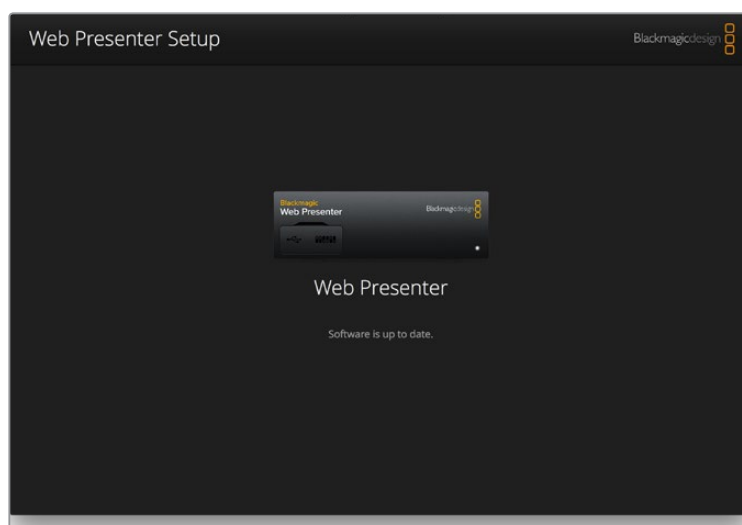 Web Presenter Setup
Blackmagicdesign
Blackmagic
Web Presenter
Blackmagicdesign
Web Presenter
Software is up to date.